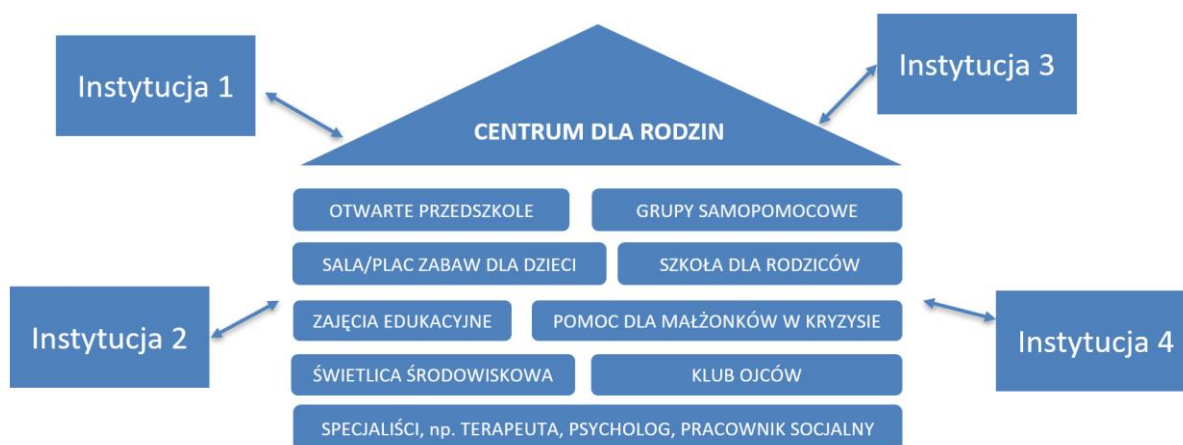 Instytucja 1
Instytucja 3
CENTRUM DLA RODZIN
OTWARTE PRZEDSZKOLE
GRUPY SAMOPOMOCOWE
SALA/PLAC ZABAW DLA DZIECI
SZKOŁA DLA RODZICÓW
Instytucja 2
ZAJĘCIA EDUKACYJNE
POMOC DLA MAŁŻONKÓW W KRYZYSIE
Instytucja 4
ŚWIETLICA ŚRODOWISKOWA
KLUB OJCÓW
SPECJALIŚCI, np. TERAPEUTA, PSYCHOLOG, PRACOWNIK SOCJALNY